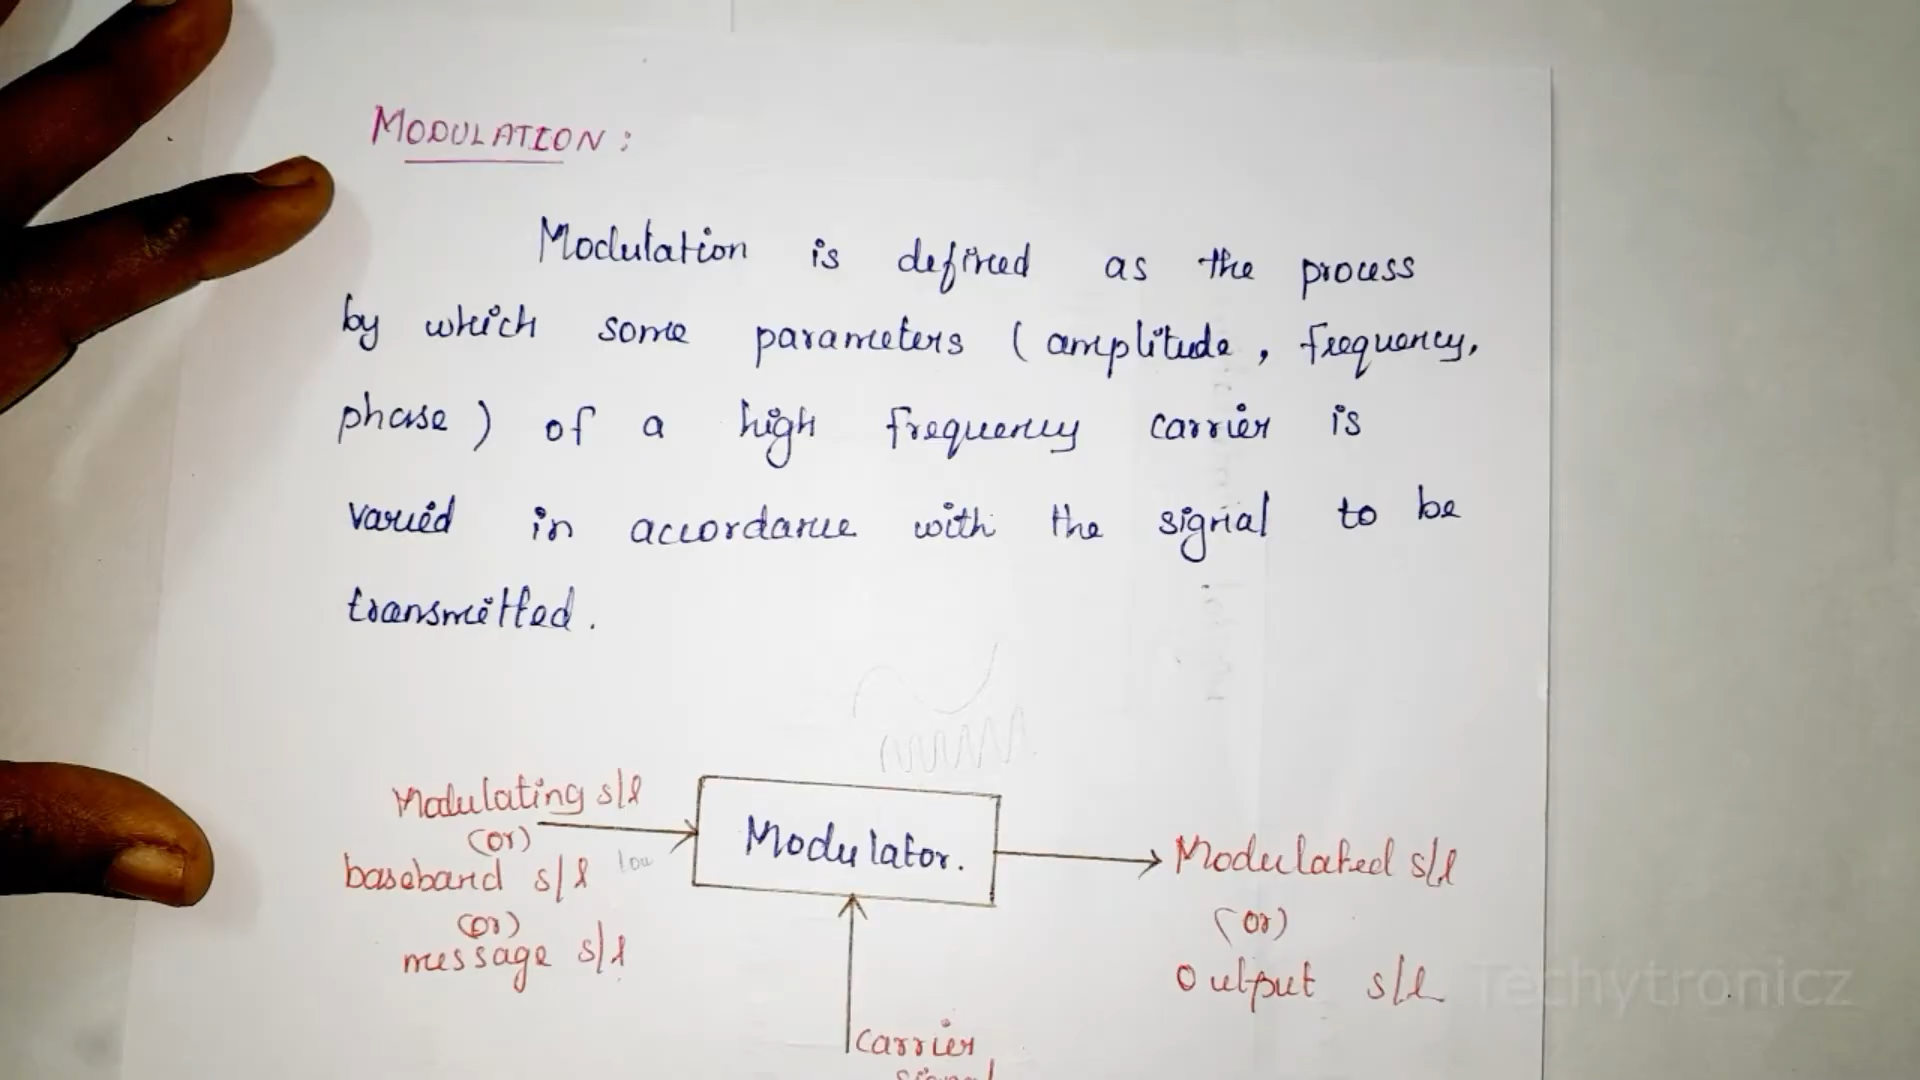 MODULATION :
Modulation is defined as the process
by which some parameters ( amplitude , frequency,
phase ) of a high frequency carrier is
varied in accordance with the signal to be
transmitted .
Modulating s/l
(or)
baseband s/l
low
(or)
message s/l
Modulator.
Modulated s/l
(or)
Output s/l
Carrier
signal
Techytronicz